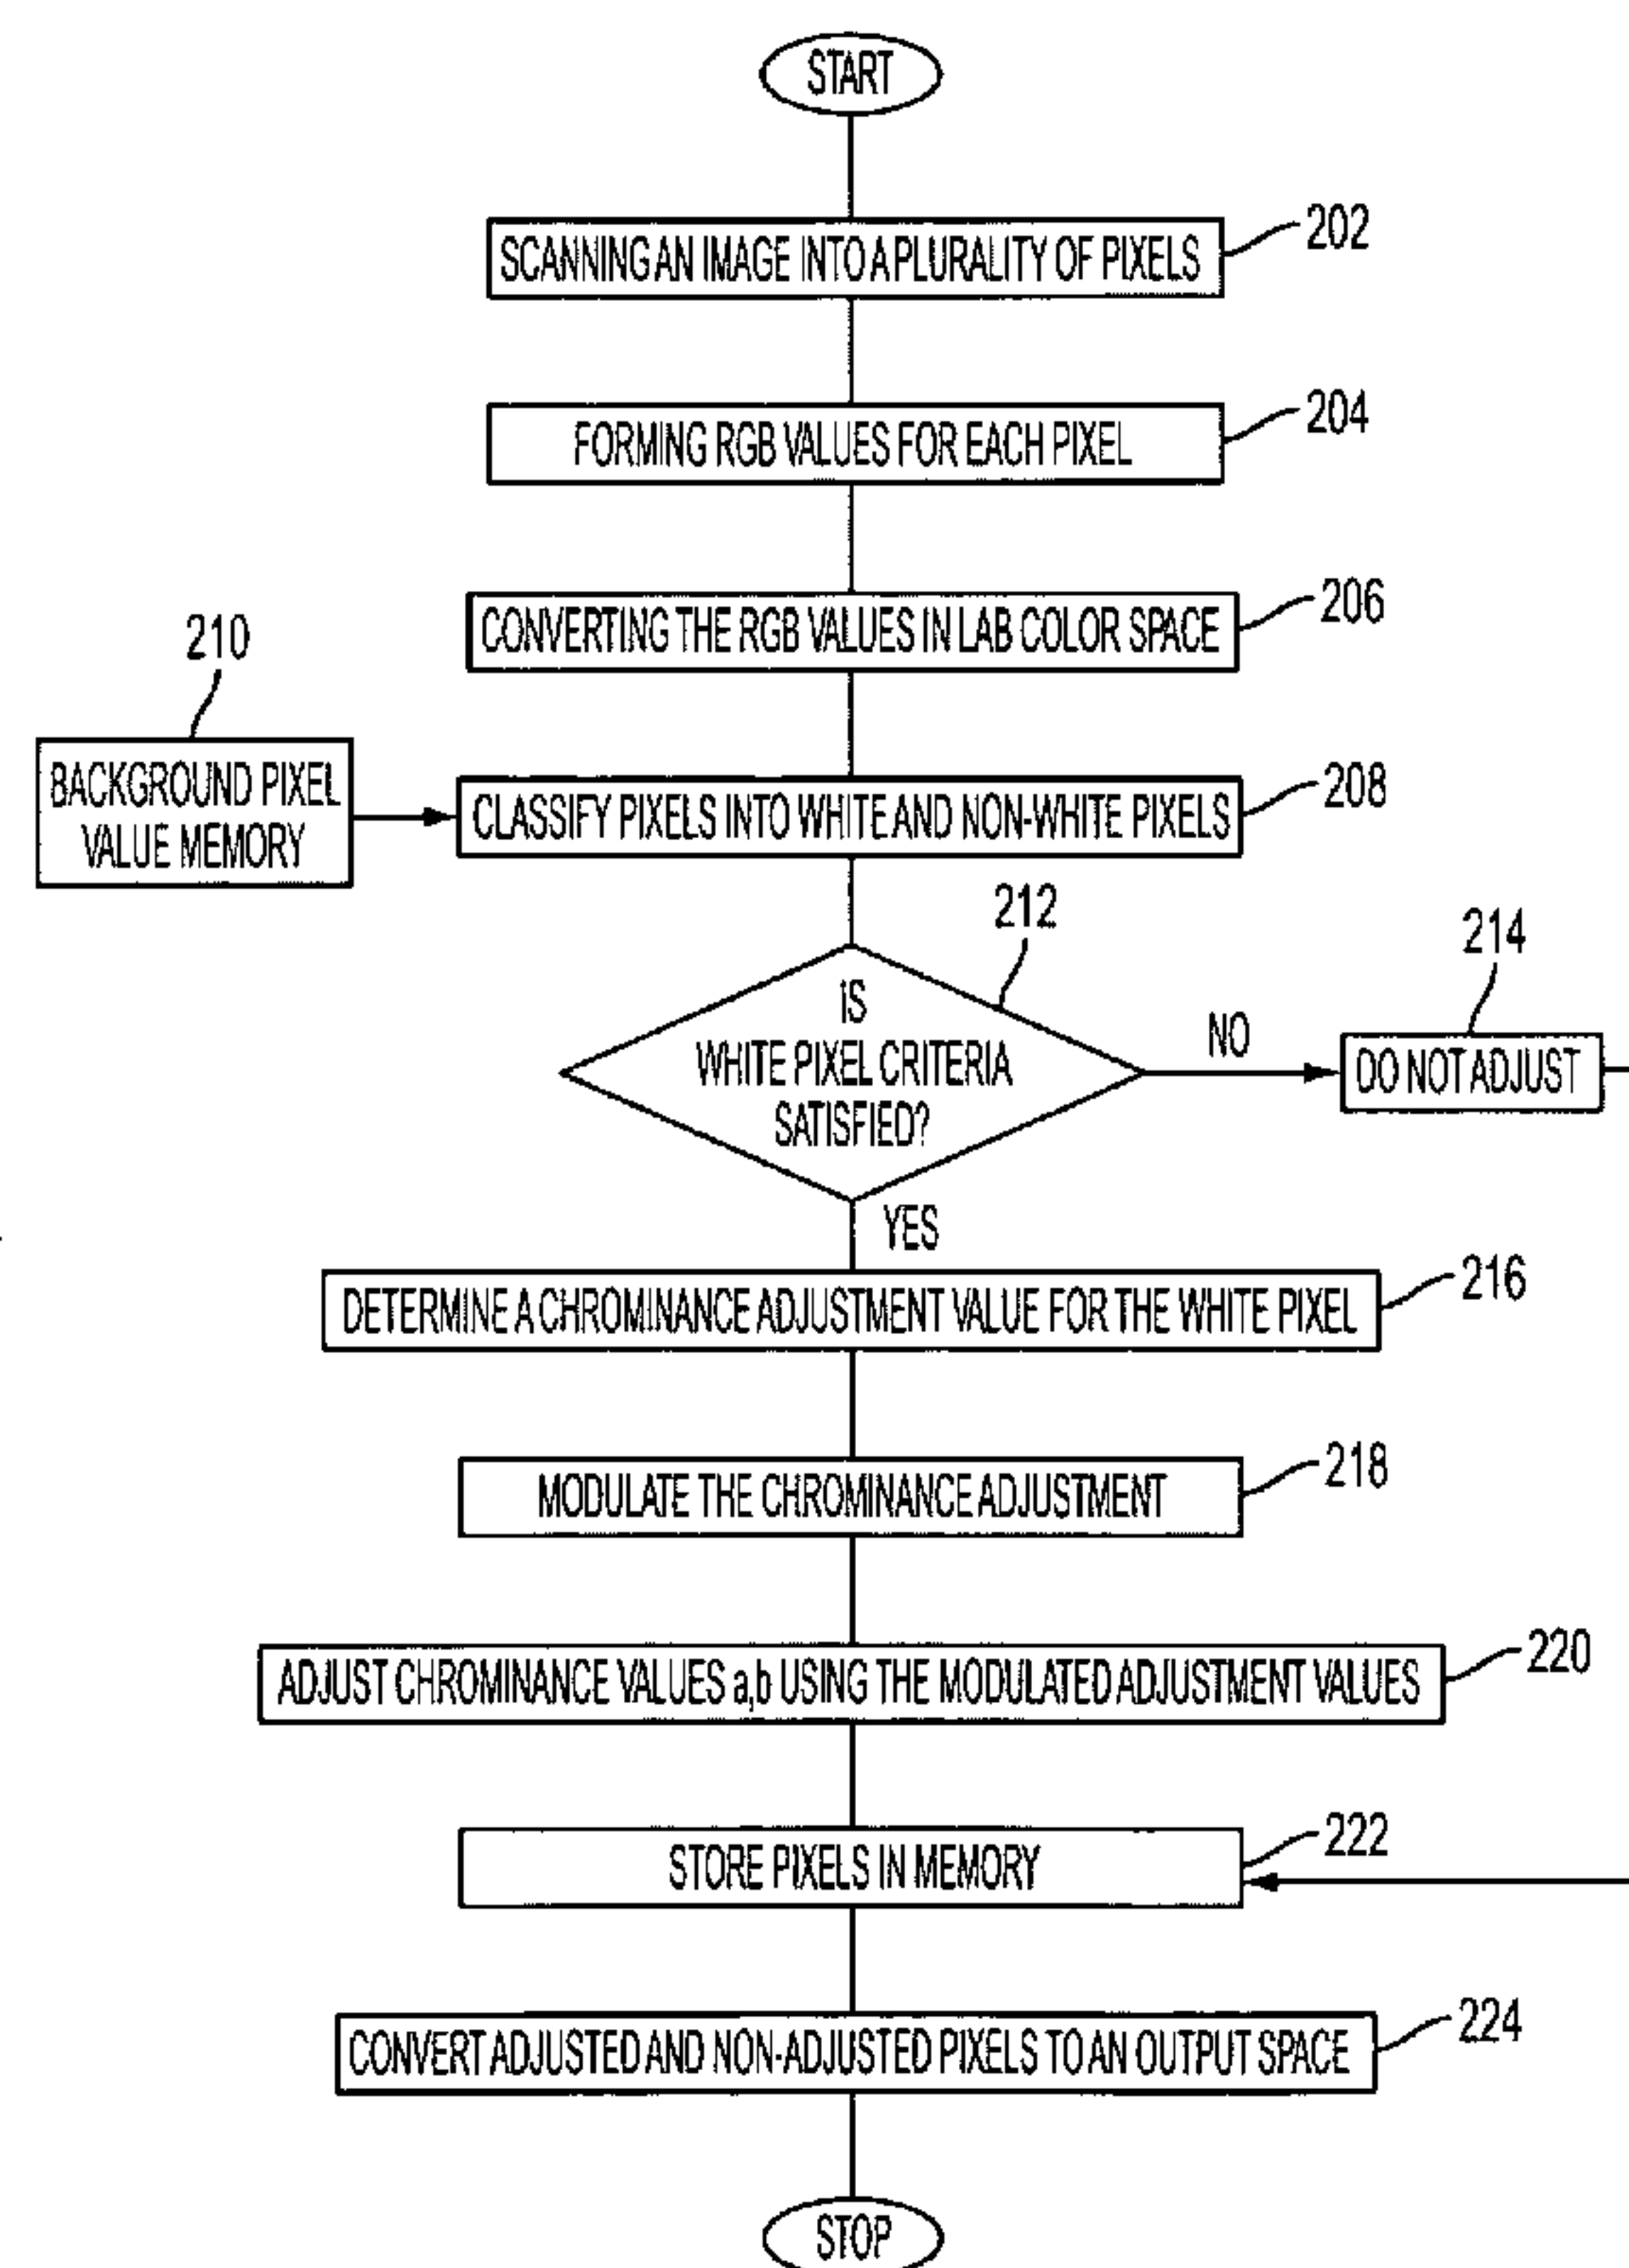 START
SCANNING AN IMAGE INTO A PLURALITY OF PIXELS
202
FORMING RGB VALUES FOR EACH PIXEL
204
CONVERTING THE RGB VALUES IN LAB COLOR SPACE
206
210
BACKGROUND PIXEL
VALUE MEMORY
CLASSIFY PIXELS INTO WHITE AND NON-WHITE PIXELS
208
212
IS
WHITE PIXEL CRITERIA
SATISFIED?
NO
214
DO NOT ADJUST
YES
DETERMINE A CHROMINANCE ADJUSTMENT VALUE FOR THE WHITE PIXEL
216
MODULATE THE CHROMINANCE ADJUSTMENT
218
ADJUST CHROMINANCE VALUES a,b USING THE MODULATED ADJUSTMENT VALUES
220
STORE PIXELS IN MEMORY
222
CONVERT ADJUSTED AND NON-ADJUSTED PIXELS TO AN OUTPUT SPACE
224
STOP